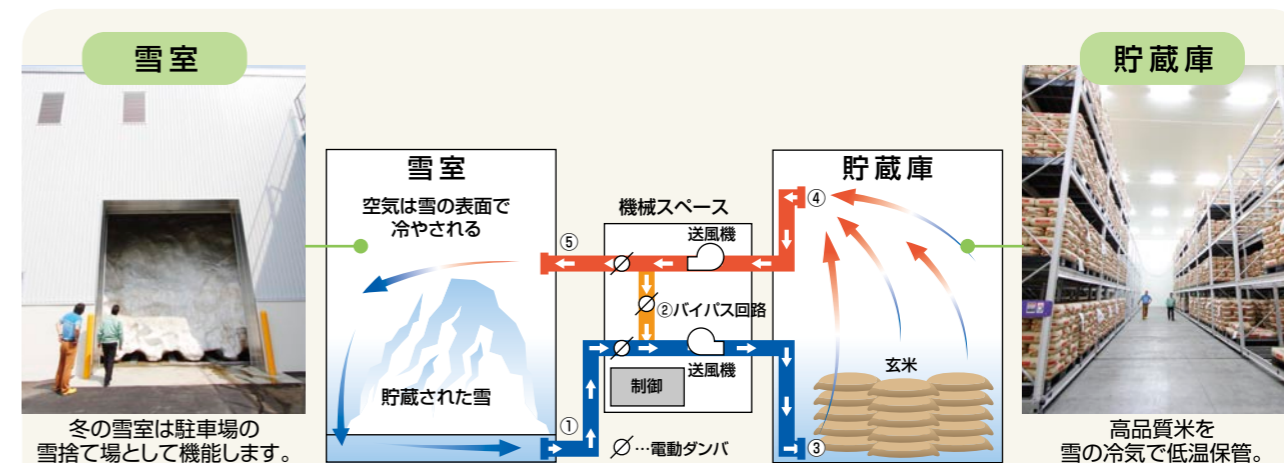 雪室
貯蔵庫
雪室
空気は雪の表面で
冷やされる
貯蔵された雪
①
⑤
機械スペース
送風機
②バイパス回路
送風機
制御
…電動ダンパ
貯蔵庫
④
玄米
③
冬の雪室は駐車場の
雪捨て場として機能します。
高品質米を
雪の冷気で低温保管。